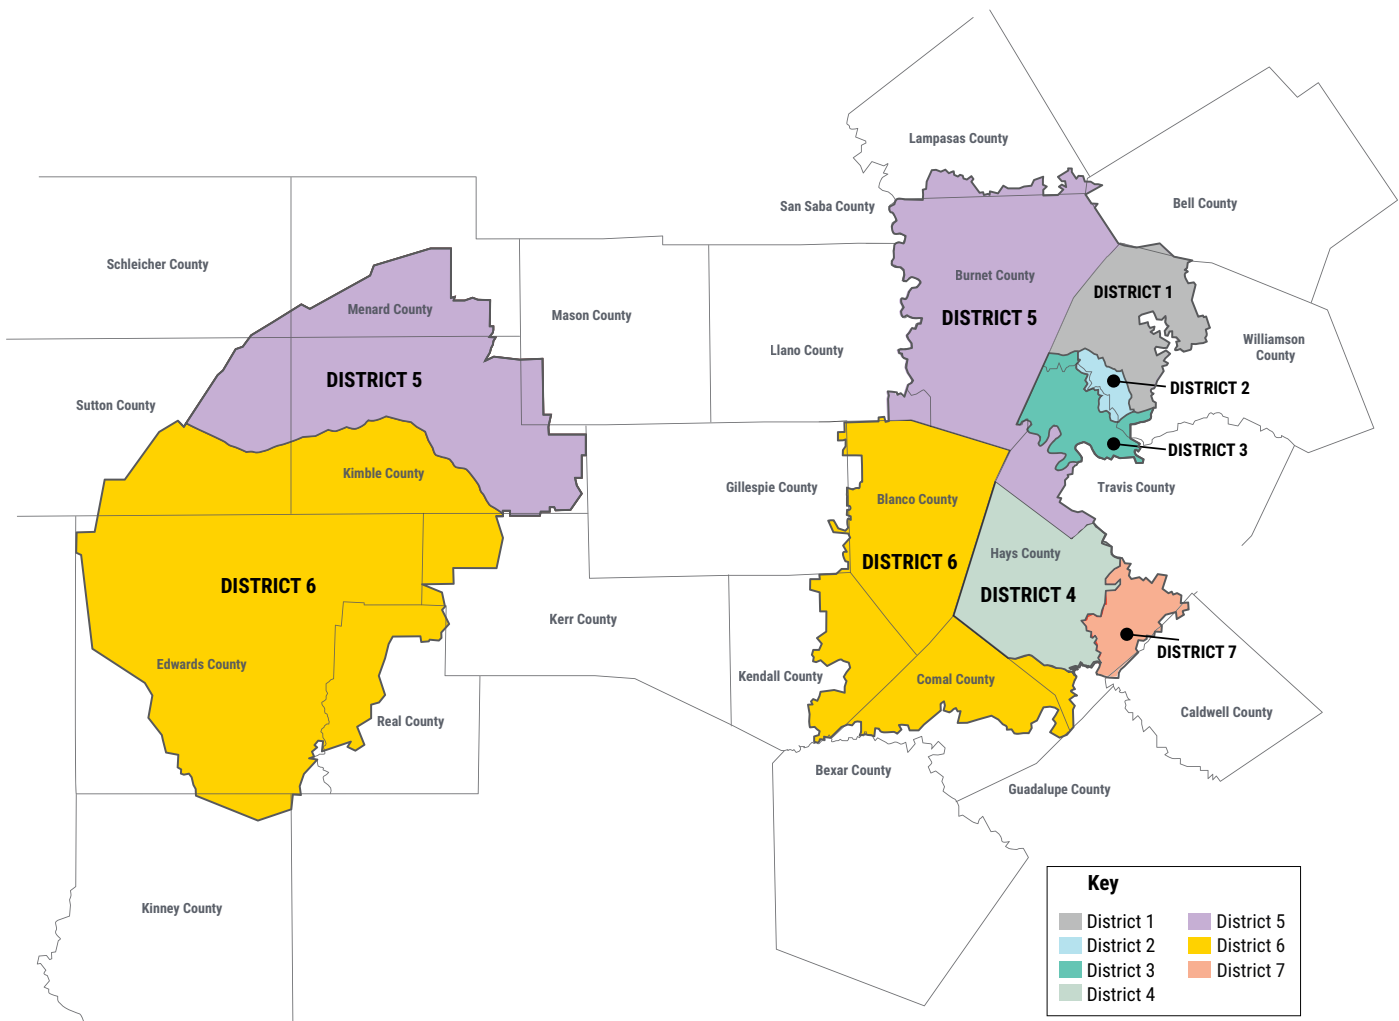 Lampasas County
San Saba County
Bell County
Schleicher County
Burnet County
DISTRICT 1
Menard County
Mason County
DISTRICT 5
Williamson
County
Llano County
DISTRICT 5
DISTRICT 2
Sutton County
DISTRICT 3
Kimble County
Gillespie County
Travis County
Blanco County
Hays County
DISTRICT 6
DISTRICT 6
DISTRICT 4
Kerr County
DISTRICT 7
Edwards County
Kendall County
Comal County
Caldwell County
Real County
Bexar County
Guadalupe County
Kinney County
Key
District 1
District 2
District 3
District 4
District 5
District 6
District 7